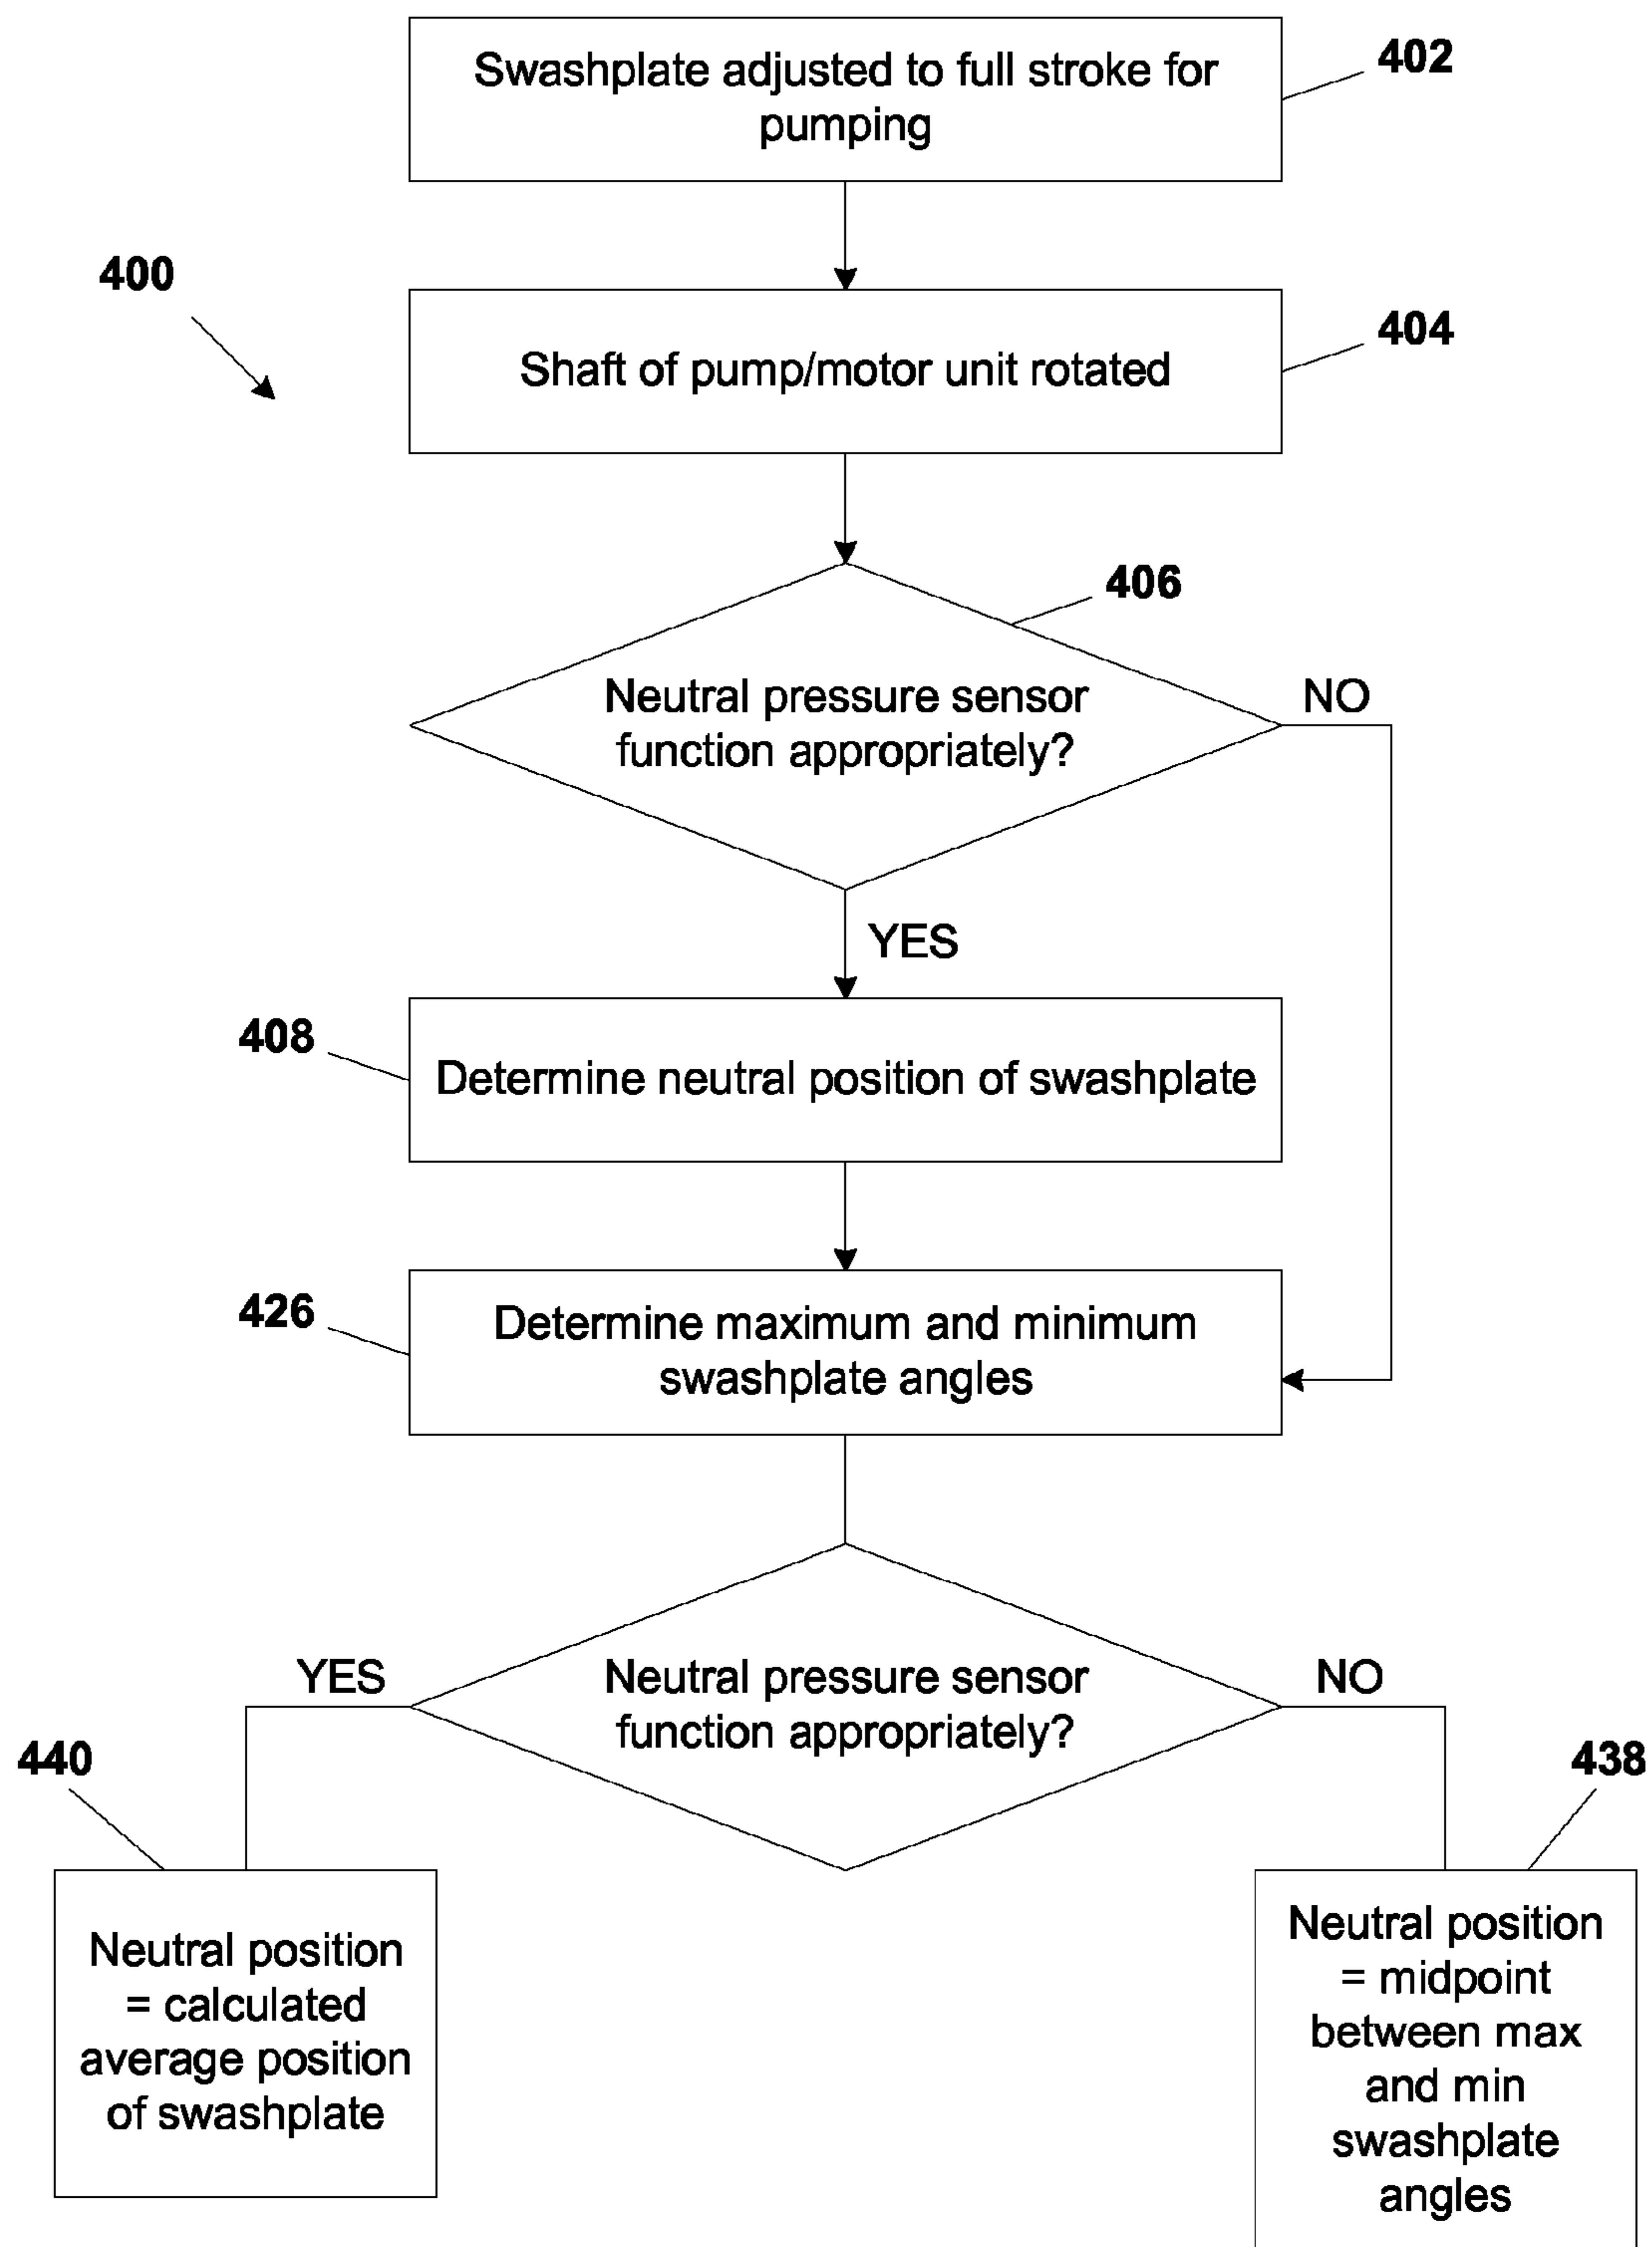 Swashplate adjusted to full stroke for
pumping
402
400
Shaft of pump/motor unit rotated
404
406
Neutral pressure sensor
function appropriately?
NO
YES
408
Determine neutral position of swashplate
426
Determine maximum and minimum
swashplate angles
Neutral pressure sensor
function appropriately?
YES
NO
440
438
Neutral position
= calculated
average position
of swashplate
Neutral position
= midpoint
between max
and min
swashplate
angles